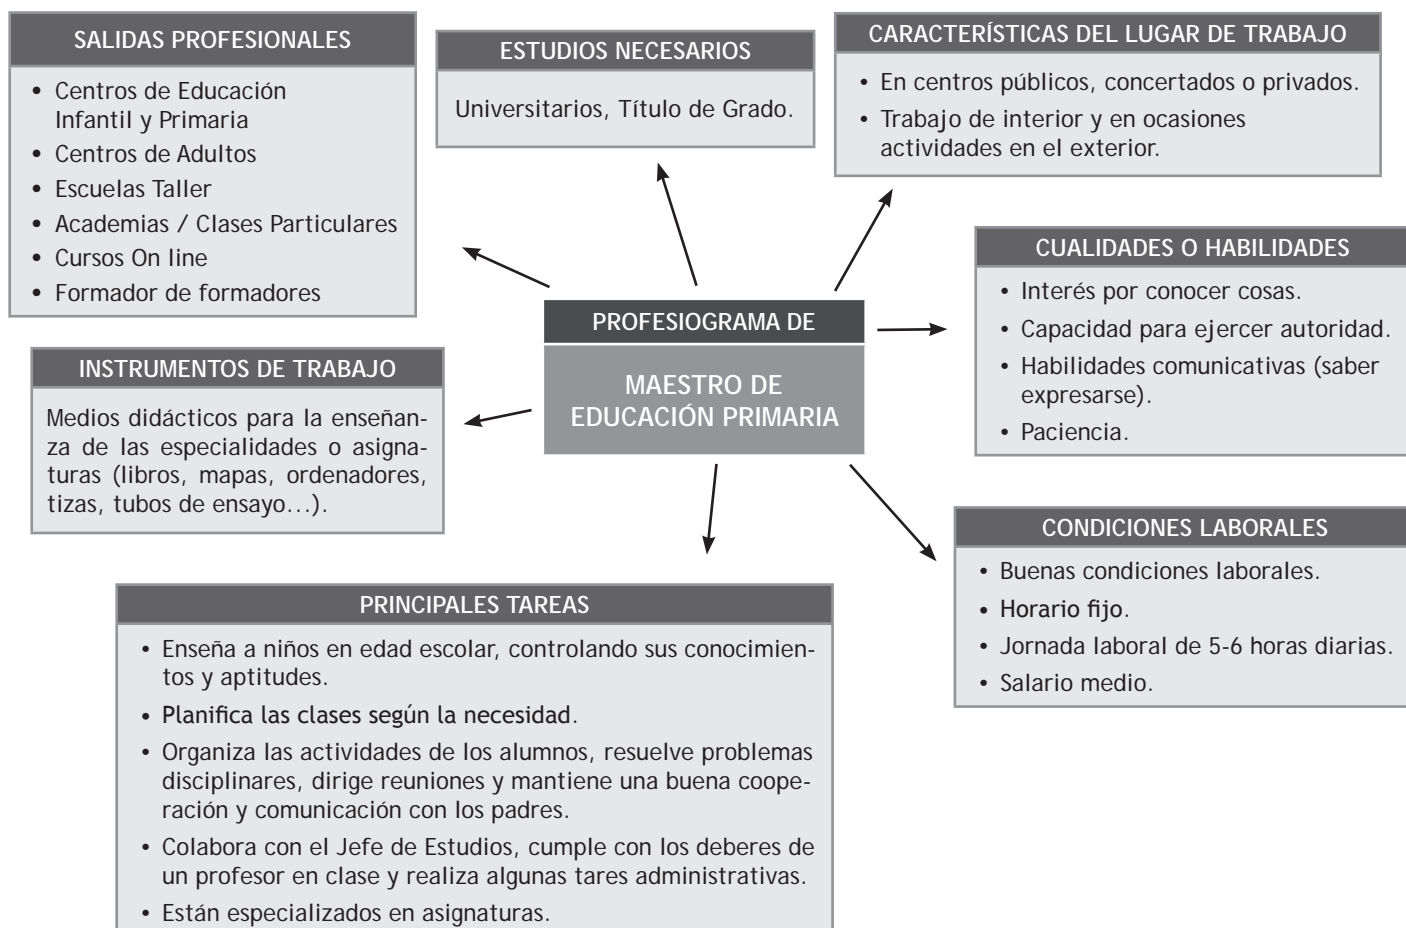 SALIDAS PROFESIONALES
• Centros de Educación
Infantil y Primaria
• Centros de Adultos
• Escuelas Taller
• Academias / Clases Particulares
• Cursos On line
• Formador de formadores
ESTUDIOS NECESARIOS
Universitarios, Título de Grado.
CARACTERÍSTICAS DEL LUGAR DE TRABAJO
• En centros públicos, concertados o privados.
• Trabajo de interior y en ocasiones
actividades en el exterior.
CUALIDADES O HABILIDADES
• Interés por conocer cosas.
• Capacidad para ejercer autoridad.
• Habilidades comunicativas (saber
expresarse).
• Paciencia.
PROFESIOGRAMA DE
MAESTRO DE
EDUCACIÓN PRIMARIA
INSTRUMENTOS DE TRABAJO
Medios didácticos para la enseñan-
za de las especialidades o asigna-
turas (libros, mapas, ordenadores,
tizas, tubos de ensayo...).
CONDICIONES LABORALES
• Buenas condiciones laborales.
• Horario fijo.
• Jornada laboral de 5-6 horas diarias.
• Salario medio.
PRINCIPALES TAREAS
• Enseña a niños en edad escolar, controlando sus conocimien-
tos y aptitudes.
• Planifica las clases según la necesidad.
• Organiza las actividades de los alumnos, resuelve problemas
disciplinares, dirige reuniones y mantiene una buena coope-
ración y comunicación con los padres.
• Colabora con el Jefe de Estudios, cumple con los deberes de
un profesor en clase y realiza algunas tares administrativas.
• Están especializados en asignaturas.